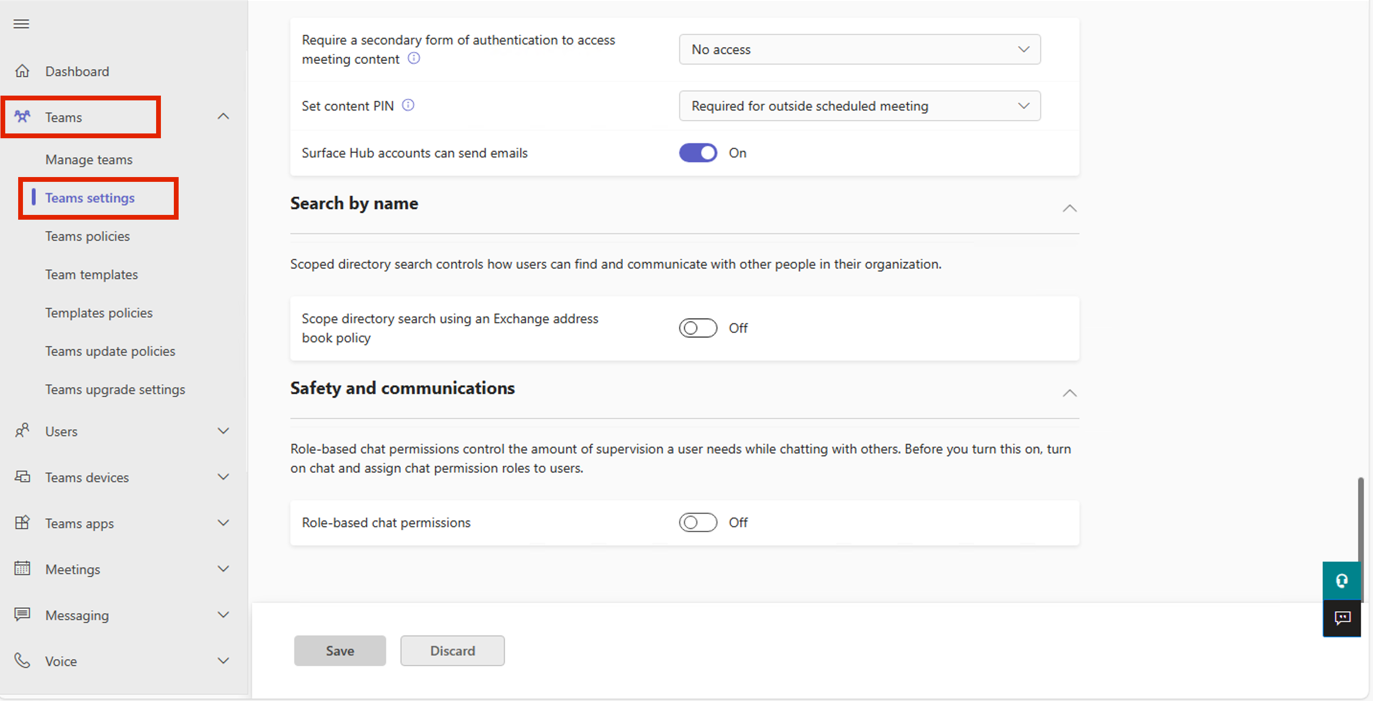 Dashboard
Teams
Manage teams
Teams settings
Teams policies
Team templates
Templates policies
Teams update policies
Teams upgrade settings
Users
Teams devices
Teams apps
Meetings
Messaging
Voice
Require a secondary form of authentication to access
meeting content
No access
Set content PIN
Required for outside scheduled meeting
Surface Hub accounts can send emails
On
Search by name
Scoped directory search controls how users can find and communicate with other people in their organization.
Scope directory search using an Exchange address
book policy
Off
Safety and communications
Role-based chat permissions control the amount of supervision a user needs while chatting with others. Before you turn this on, turn
on chat and assign chat permission roles to users.
Role-based chat permissions
Off
Save
Discard